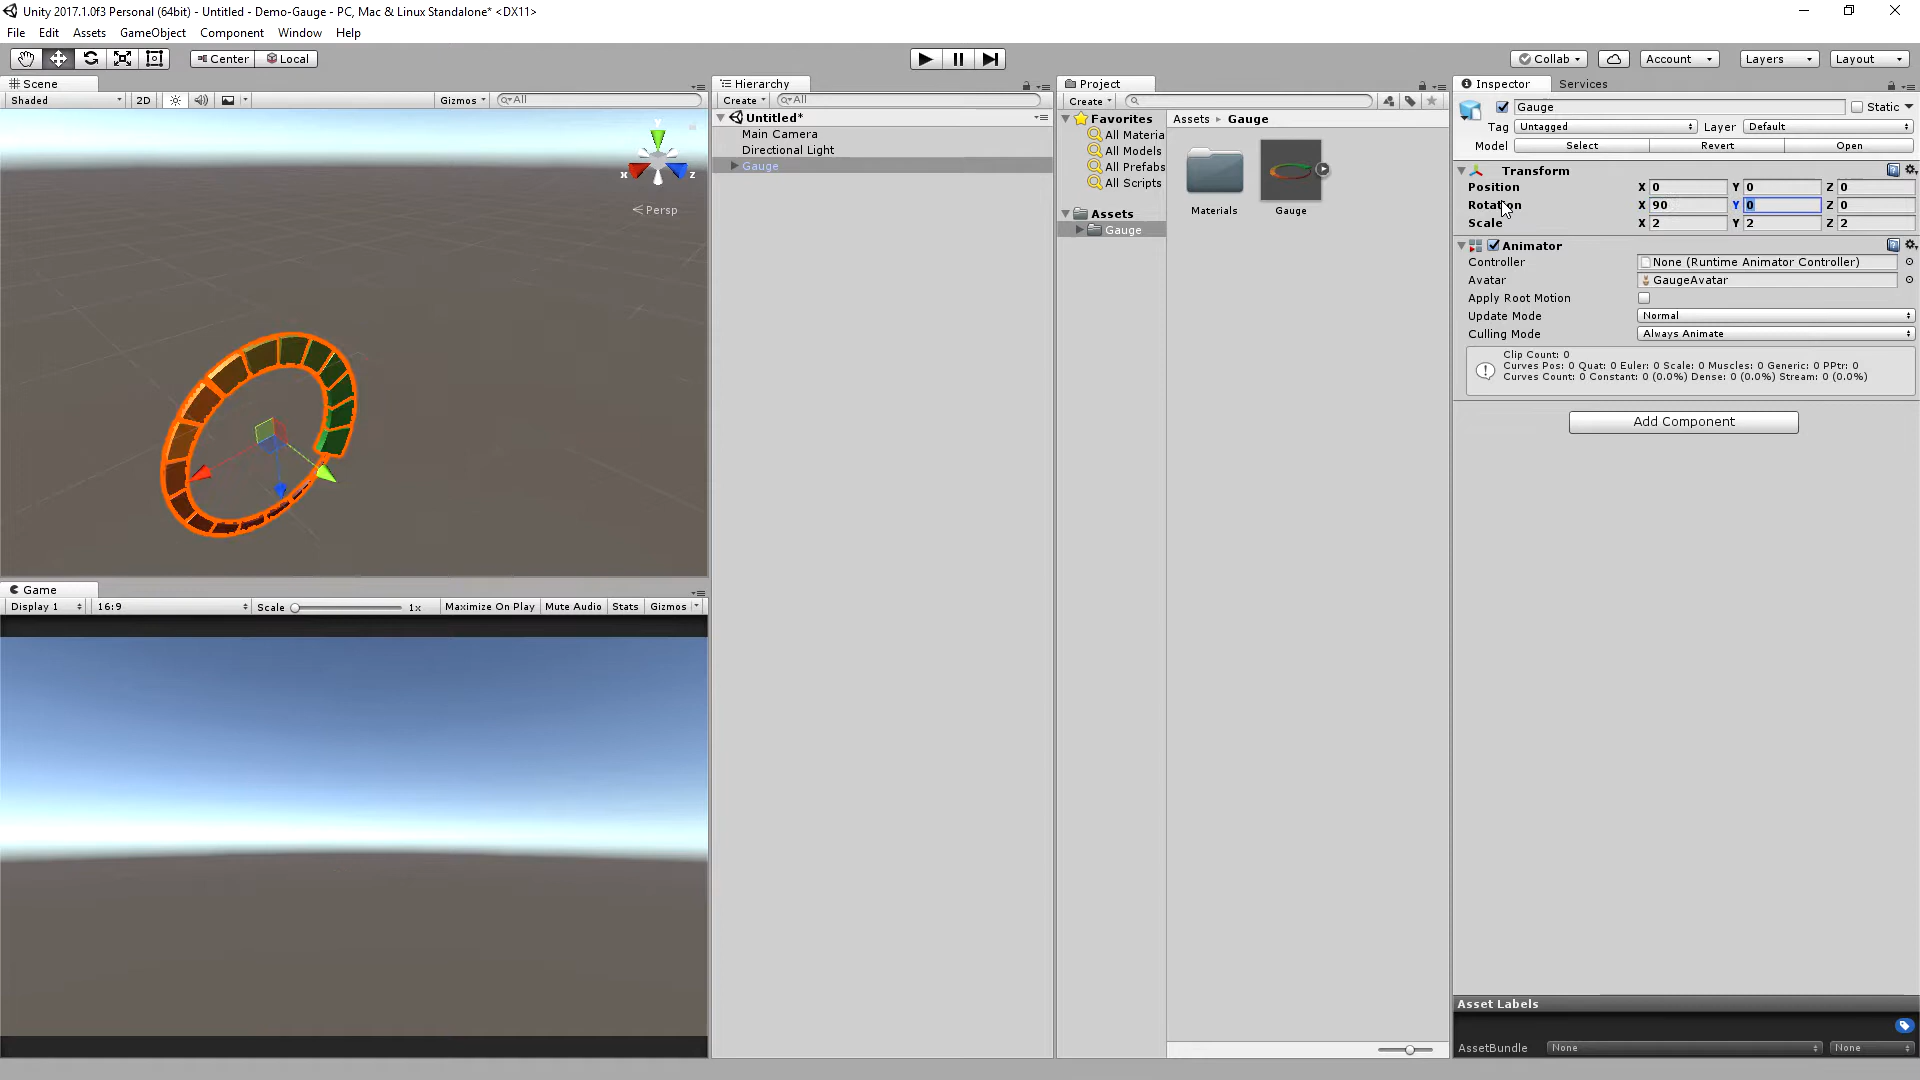 Unity 2017.1.0f3 Personal (64bit) - Untitled - Demo-Gauge - PC, Mac & Linux Standalone* <DX11>
File Edit Assets GameObject Component Window Help
Center Local Collab Account Layers Layout
Scene
Shaded 2D Gizmos All
y
x z
Persp
Game
Display 1 16:9 Scale 1x Maximize On Play Mute Audio Stats Gizmos
Hierarchy
Create All
Untitled*
Main Camera
Directional Light
Gauge
Project
Create
Favorites
All Materia
All Models
All Prefabs
All Scripts
Assets
Gauge
Assets Gauge
Materials Gauge
Inspector Services
Gauge Static
Tag Untagged Layer Default
Model Select Revert Open
Transform
Position X 0 Y 0 Z 0
Rotation X 90 Y 0 Z 0
Scale X 2 Y 2 Z 2
Animator
Controller None (Runtime Animator Controller)
Avatar GaugeAvatar
Apply Root Motion
Update Mode Normal
Culling Mode Always Animate
Clip Count: 0
Curves Pos: 0 Quat: 0 Euler: 0 Scale: 0 Muscles: 0 Generic: 0 PPtr: 0
Curves Count: 0 Constant: 0 (0.0%) Dense: 0 (0.0%) Stream: 0 (0.0%)
Add Component
Asset Labels
AssetBundle None None